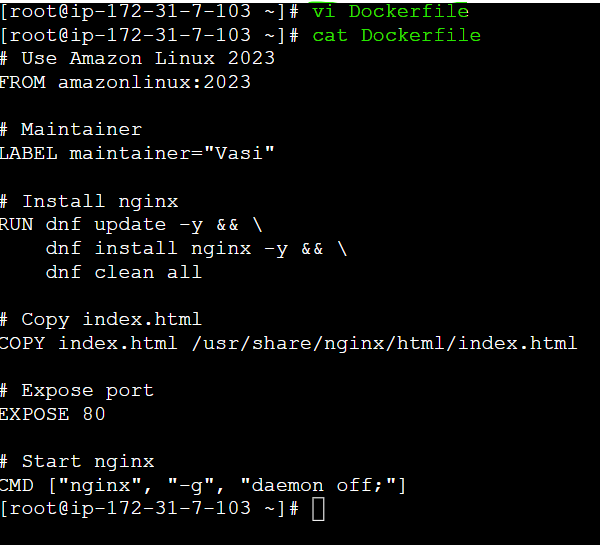 [root@ip-172-31-7-103 ~]# vi Dockerfile
[root@ip-172-31-7-103 ~]# cat Dockerfile
# Use Amazon Linux 2023
FROM amazonlinux:2023
# Maintainer
LABEL maintainer="Vasi"
# Install nginx
RUN dnf update -y && \
    dnf install nginx -y && \
    dnf clean all
# Copy index.html
COPY index.html /usr/share/nginx/html/index.html
# Expose port
EXPOSE 80
# Start nginx
CMD ["nginx", "-g", "daemon off;"]
[root@ip-172-31-7-103 ~]#